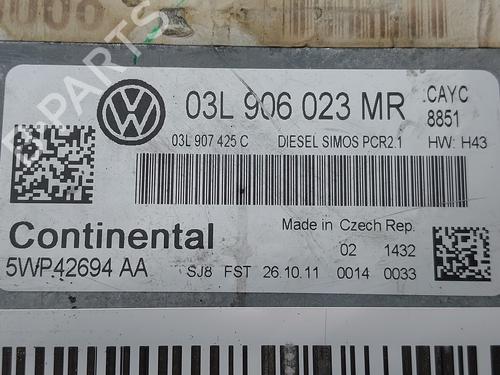 03L 906 023 MR
.CAYC
8851
03L 907 425 C DIESEL SIMOS PCR2.1 HW: H43
Continental
5WP42694 AA
Made in Czech Rep.
02 1432
SJ8 FST 26.10.11 0014 0033